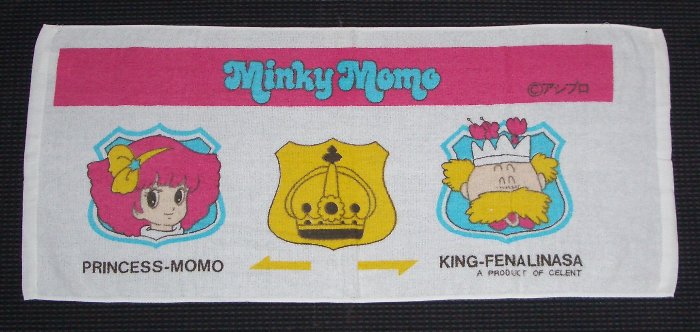 Minky Momo
©アシプロ
PRINCESS-MOMO
KING-FENALINASA
A PRODUCT OF CELENT